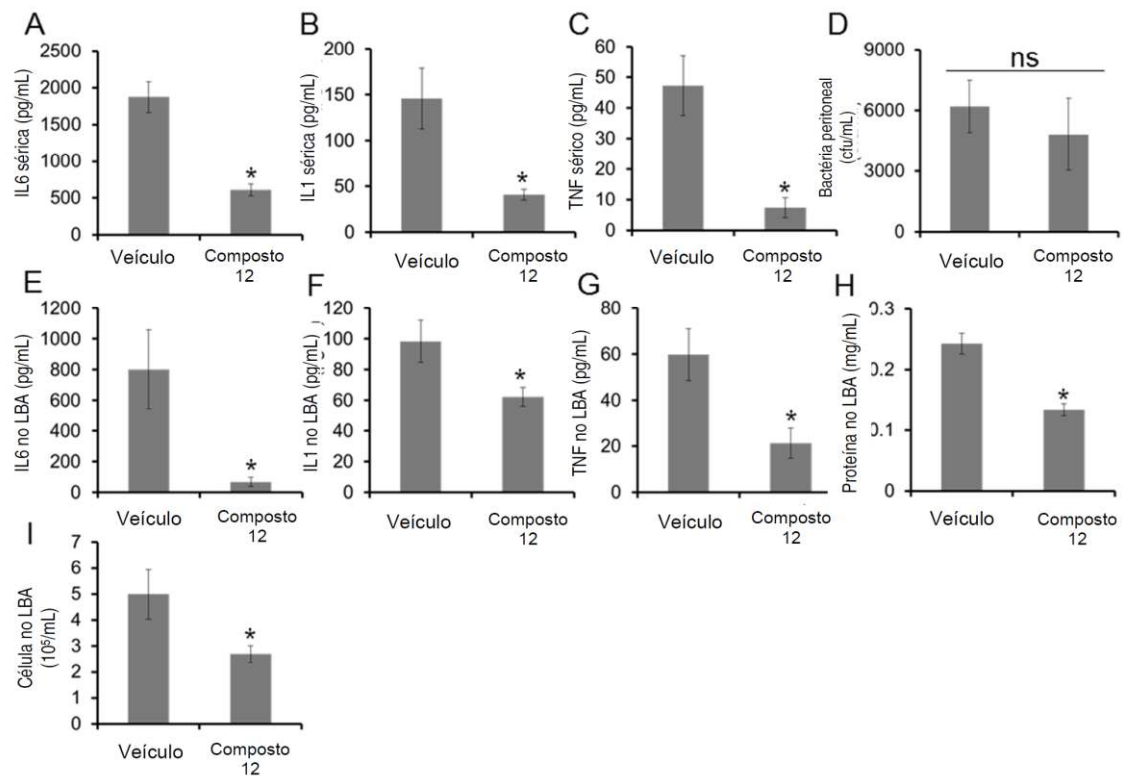 A
IL6 sérica (pg/mL)
2500
2000
1500
1000
500
0
*
Veículo
Composto
12
B
IL1 sérica (pg/mL)
200
150
100
50
0
*
Veículo
Composto
12
C
TNF sérico (pg/mL)
60
50
40
30
20
10
0
*
Veículo
Composto
12
D
Bactéria peritoneal
(cfu/mL)
9000
6000
3000
0
ns
Veículo
Composto
12
E
IL6 no LBA (pg/mL)
1200
1000
800
600
400
200
0
*
Veículo
Composto
12
F
IL1 no LBA (pg/mL)
120
100
80
60
40
20
0
*
Veículo
Composto
12
G
TNF no LBA (pg/mL)
80
60
40
20
0
*
Veículo
Composto
12
H
Proteína no LBA (mg/mL)
0.3
0.2
0.1
0
*
Veículo
Composto
12
I
Célula no LBA
(10⁵/mL)
7
6
5
4
3
2
1
0
*
Veículo
Composto
12